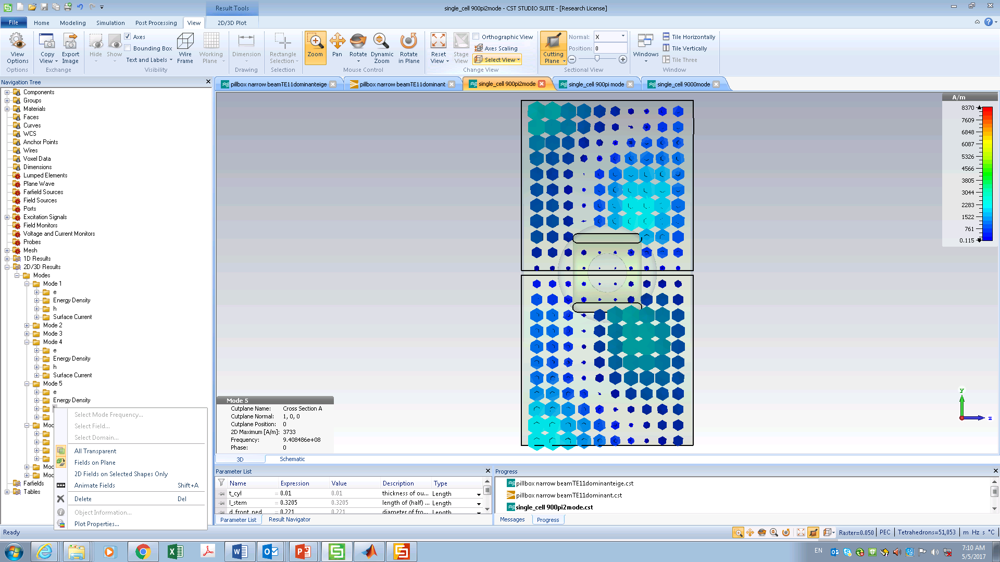 single_cell 900pi2mode - CST STUDIO SUITE - [Research License]
Result Tools
File Home Modeling Simulation Post Processing View 2D/3D Plot
View Options
Copy View
Export Image
Hide
Show
Axes
Bounding Box
Text and Labels
Wire Frame
Working Plane
Dimension
Rectangle Selection
Zoom
Pan
Rotate
Dynamic Zoom
Rotate in Plane
Reset View
Stage View
Orthographic View
Axes Scaling
Select View
Cutting Plane
Normal: X
Position: 0
Windows
Tile Horizontally
Tile Vertically
Tile Three
Options Exchange Visibility Drawing Selection Mouse Control Change View Sectional View Window
Navigation Tree
Components
Groups
Materials
Faces
Curves
WCS
Anchor Points
Wires
Voxel Data
Dimensions
Lumped Elements
Plane Wave
Farfield Sources
Field Sources
Ports
Excitation Signals
Field Monitors
Voltage and Current Monitors
Probes
Mesh
1D Results
2D/3D Results
Modes
Mode 1
e
Energy Density
h
Surface Current
Mode 2
Mode 3
Mode 4
e
Energy Density
h
Surface Current
Mode 5
e
Energy Density
Farfields
Tables
Select Mode Frequency...
Select Field...
Select Domain...
All Transparent
Fields on Plane
2D Fields on Selected Shapes Only
Animate Fields Shift+A
Delete Del
Object Information...
Plot Properties...
pillbox narrow beamTE11dominanteige
pillbox narrow beamTE11dominant
single_cell 900pi2mode
single_cell 900pi mode
single_cell 9000mode
A/m
8370
7609
6848
6087
5326
4566
3805
3044
2283
1522
761
0.115
y
z
Mode 5
Cutplane Name: Cross Section A
Cutplane Normal: 1, 0, 0
Cutplane Position: 0
2D Maximum [A/m]: 3733
Frequency: 9.408486e+08
Phase: 0
3D Schematic
Parameter List
Name Expression Value Description Type
t_cyl = 0.01 0.01 thickness of ou... Length
l_stem = 0.3205 0.3205 length of (half) ... Length
d_front_ped = 0.221 0.221 diameter of fro... Length
Parameter List Result Navigator
Progress
pillbox narrow beamTE11dominanteige.cst
pillbox narrow beamTE11dominant.cst
single_cell 900pi2mode.cst
Messages Progress
Ready
Raster=0.050 PEC Tetrahedrons=51,053 m Hz s °C
EN
7:10 AM
5/5/2017